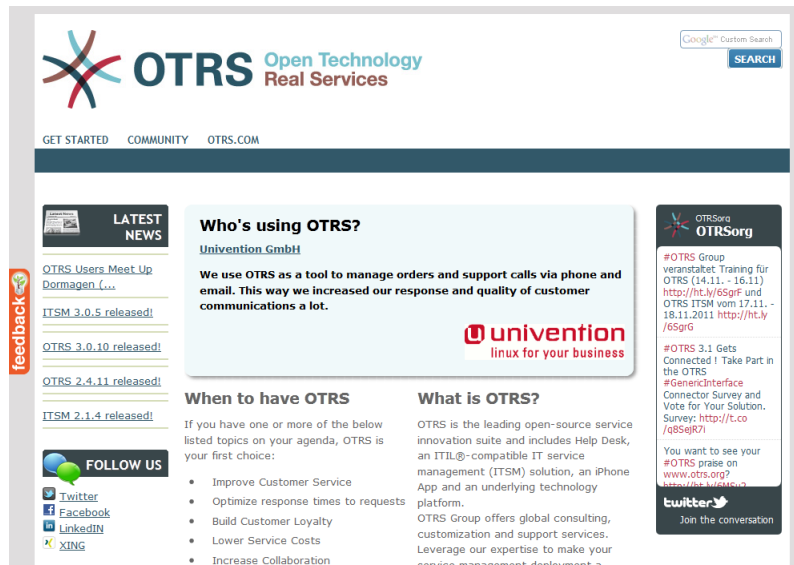 OTRS Open Technology
Real Services
Google™ Custom Search
SEARCH
GET STARTED COMMUNITY OTRS.COM
feedback
LATEST
NEWS
OTRS Users Meet Up
Dormagen (...
ITSM 3.0.5 released!
OTRS 3.0.10 released!
OTRS 2.4.11 released!
ITSM 2.1.4 released!
FOLLOW US
Twitter
Facebook
LinkedIN
XING
Who's using OTRS?
Univention GmbH
We use OTRS as a tool to manage orders and support calls via phone and
email. This way we increased our response and quality of customer
communications a lot.
univention
linux for your business
When to have OTRS
If you have one or more of the below
listed topics on your agenda, OTRS is
your first choice:
Improve Customer Service
Optimize response times to requests
Build Customer Loyalty
Lower Service Costs
Increase Collaboration
What is OTRS?
OTRS is the leading open-source service
innovation suite and includes Help Desk,
an ITIL®-compatible IT service
management (ITSM) solution, an iPhone
App and an underlying technology
platform.
OTRS Group offers global consulting,
customization and support services.
Leverage our expertise to make your
service management deployment a
OTRSorg
OTRSorg
#OTRS Group
veranstaltet Training für
OTRS (14.11. - 16.11)
http://ht.ly/6SgrF und
OTRS ITSM vom 17.11. -
18.11.2011 http://ht.ly
/6SgrG
#OTRS 3.1 Gets
Connected ! Take Part in
the OTRS
#GenericInterface
Connector Survey and
Vote for Your Solution.
Survey: http://t.co
/q8SejR7i
You want to see your
#OTRS praise on
www.otrs.org?
twitter
Join the conversation